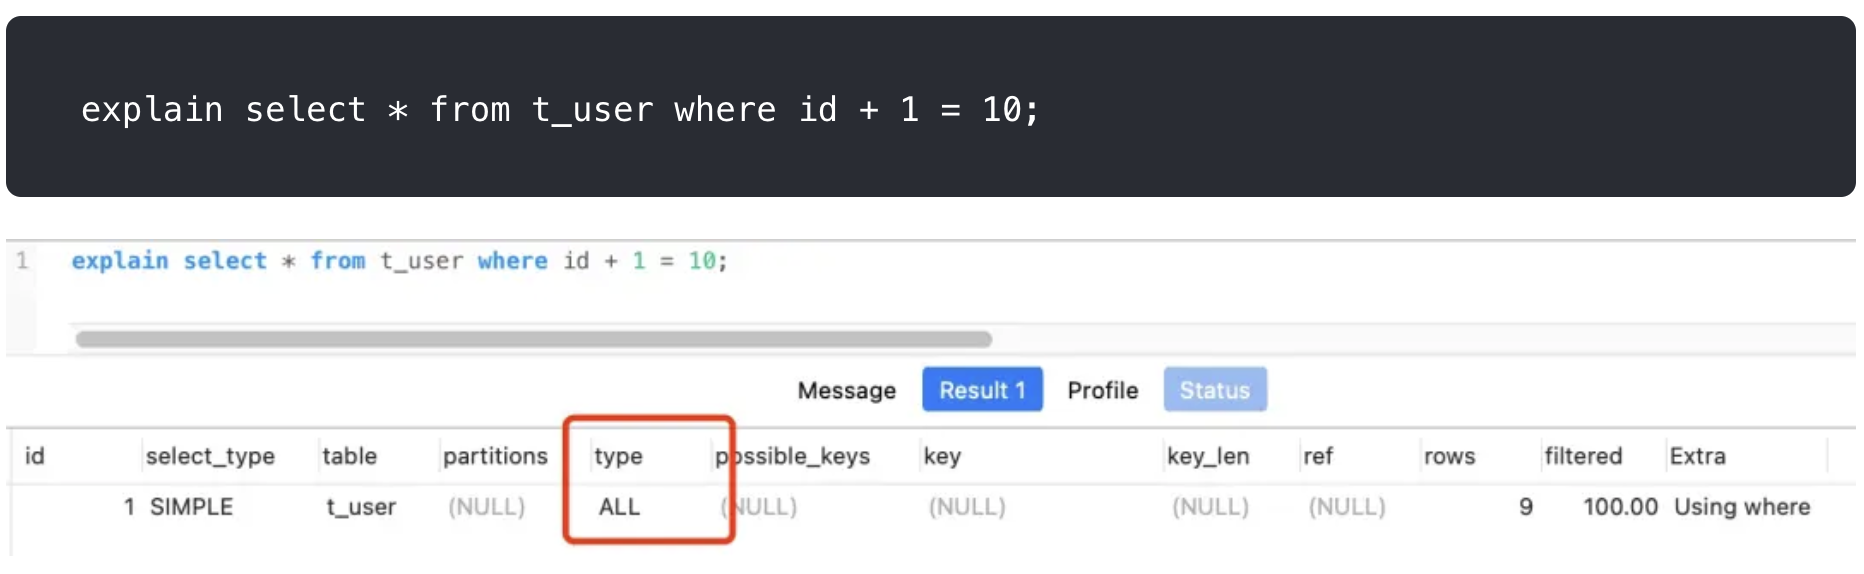 explain select * from t_user where id + 1 = 10;
1 explain select * from t_user where id + 1 = 10;
Message Result 1 Profile Status
id select_type table partitions type possible_keys key key_len ref rows filtered Extra
1 SIMPLE t_user (NULL) ALL (NULL) (NULL) (NULL) (NULL) 9 100.00 Using where